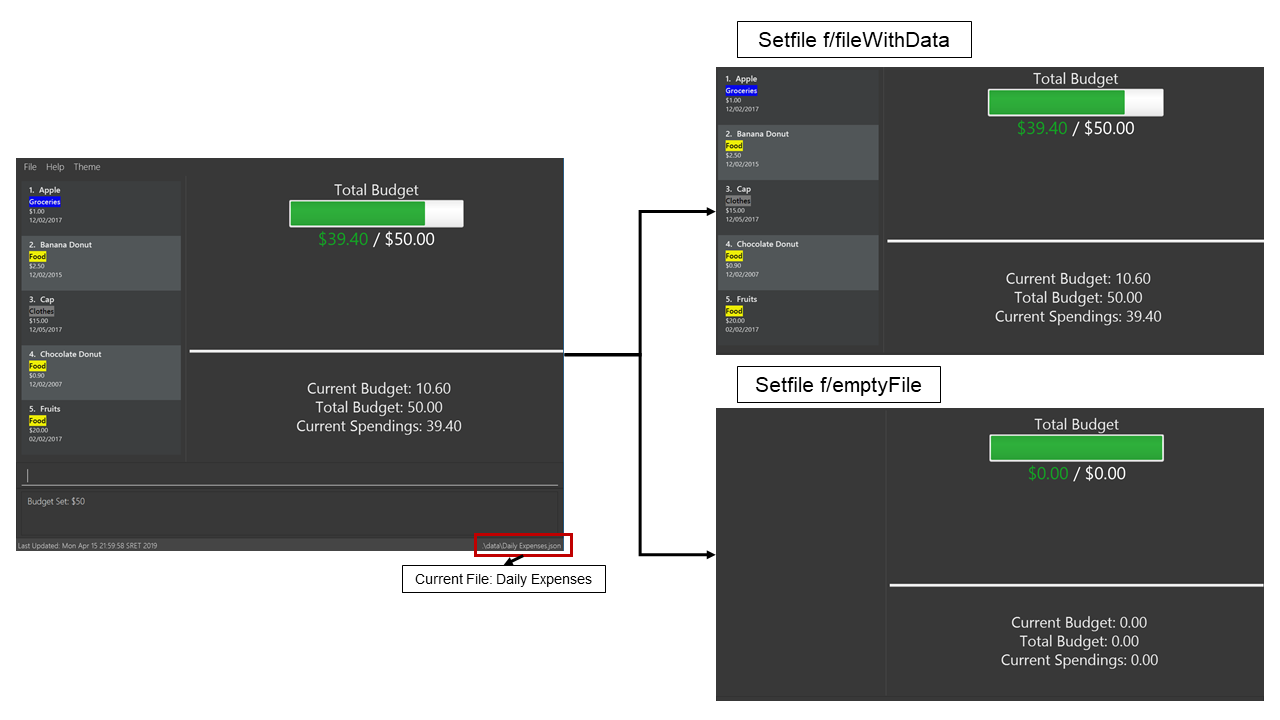 Setfile f/fileWithData
1. Apple
Groceries
$1.00
12/02/2017
2. Banana Donut
Food
$2.50
12/02/2015
3. Cap
Clothes
$15.00
12/05/2017
4. Chocolate Donut
Food
$0.90
12/02/2007
5. Fruits
Food
$20.00
02/02/2017
Total Budget
$39.40 / $50.00
Current Budget: 10.60
Total Budget: 50.00
Current Spendings: 39.40
File Help Theme
1. Apple
Groceries
$1.00
12/02/2017
2. Banana Donut
Food
$2.50
12/02/2015
3. Cap
Clothes
$15.00
12/05/2017
4. Chocolate Donut
Food
$0.90
12/02/2007
5. Fruits
Food
$20.00
02/02/2017
Total Budget
$39.40 / $50.00
Current Budget: 10.60
Total Budget: 50.00
Current Spendings: 39.40
Budget Set: $50
Last Updated: Mon Apr 15 21:59:58 SRET 2019
.\data\Daily Expenses.json
Current File: Daily Expenses
Setfile f/emptyFile
Total Budget
$0.00 / $0.00
Current Budget: 0.00
Total Budget: 0.00
Current Spendings: 0.00